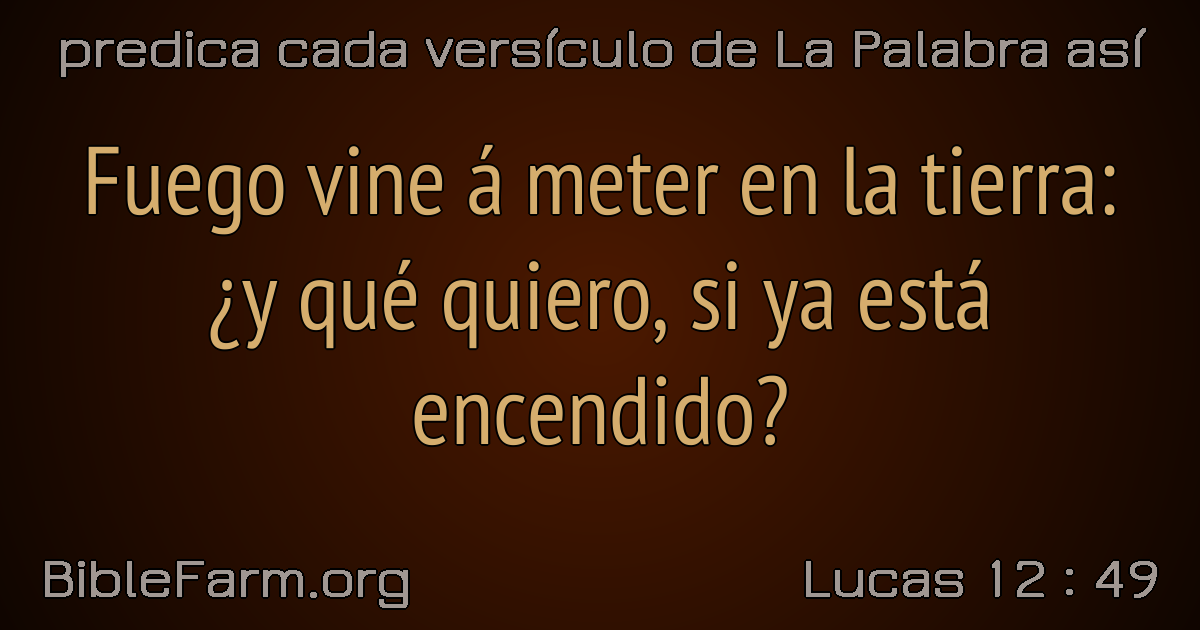 predica cada versículo de La Palabra así
Fuego vine á meter en la tierra:
¿y qué quiero, si ya está
encendido?
BibleFarm.org
Lucas 12 : 49